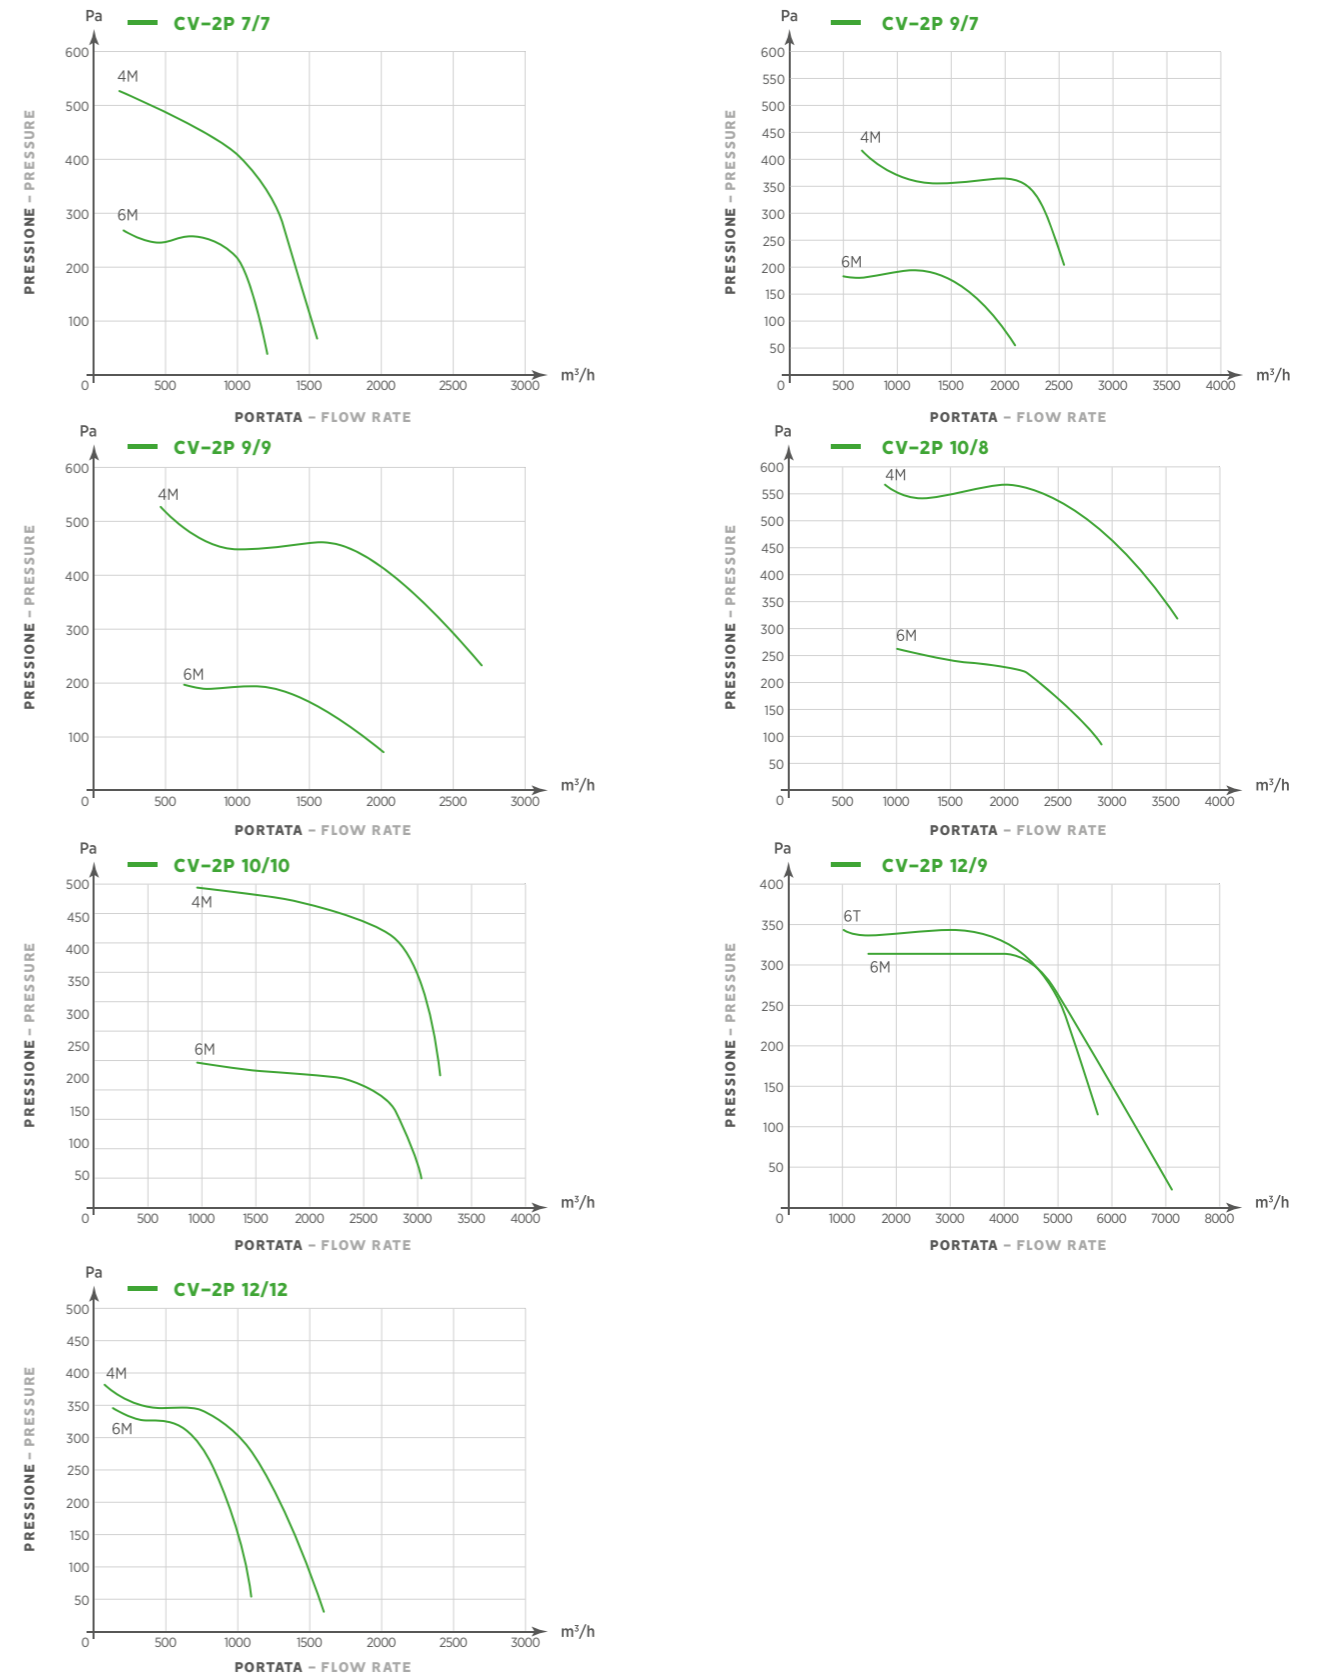 Pa
CV-2P 7/7
600
500
400
300
200
100
0
4M
6M
500 1000 1500 2000 2500 3000
m³/h
PRESSIONE – PRESSURE
PORTATA – FLOW RATE
Pa
CV-2P 9/7
600
550
500
450
400
350
300
250
200
150
100
50
0
4M
6M
500 1000 1500 2000 2500 3000 3500 4000
m³/h
PRESSIONE – PRESSURE
PORTATA – FLOW RATE
Pa
CV-2P 9/9
600
500
400
300
200
100
0
4M
6M
500 1000 1500 2000 2500 3000
m³/h
PRESSIONE – PRESSURE
PORTATA – FLOW RATE
Pa
CV-2P 10/8
600
550
500
450
400
350
300
250
200
150
100
50
0
4M
6M
500 1000 1500 2000 2500 3000 3500 4000
m³/h
PRESSIONE – PRESSURE
PORTATA – FLOW RATE
Pa
CV-2P 10/10
500
450
400
350
300
250
200
150
100
50
0
4M
6M
500 1000 1500 2000 2500 3000 3500 4000
m³/h
PRESSIONE – PRESSURE
PORTATA – FLOW RATE
Pa
CV-2P 12/9
400
350
300
250
200
150
100
50
0
6T
6M
1000 2000 3000 4000 5000 6000 7000 8000
m³/h
PRESSIONE – PRESSURE
PORTATA – FLOW RATE
Pa
CV-2P 12/12
500
450
400
350
300
250
200
150
100
50
0
4M
6M
500 1000 1500 2000 2500 3000
m³/h
PRESSIONE – PRESSURE
PORTATA – FLOW RATE